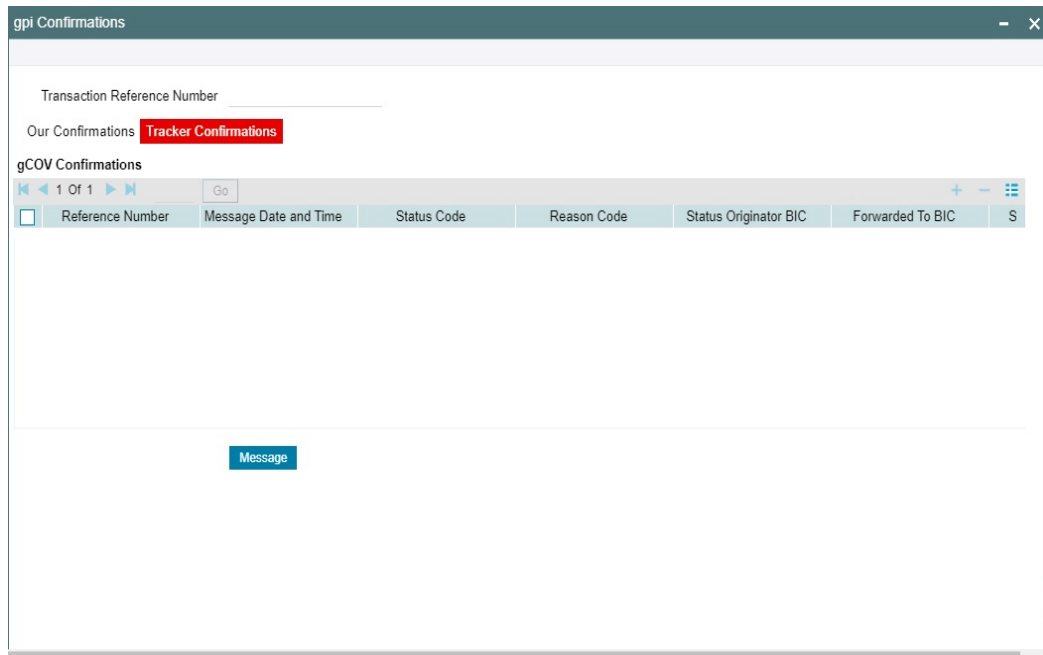 gpi Confirmations
Transaction Reference Number
Our Confirmations Tracker Confirmations
gCOV Confirmations
1 Of 1 Go
Reference Number Message Date and Time Status Code Reason Code Status Originator BIC Forwarded To BIC S
Message